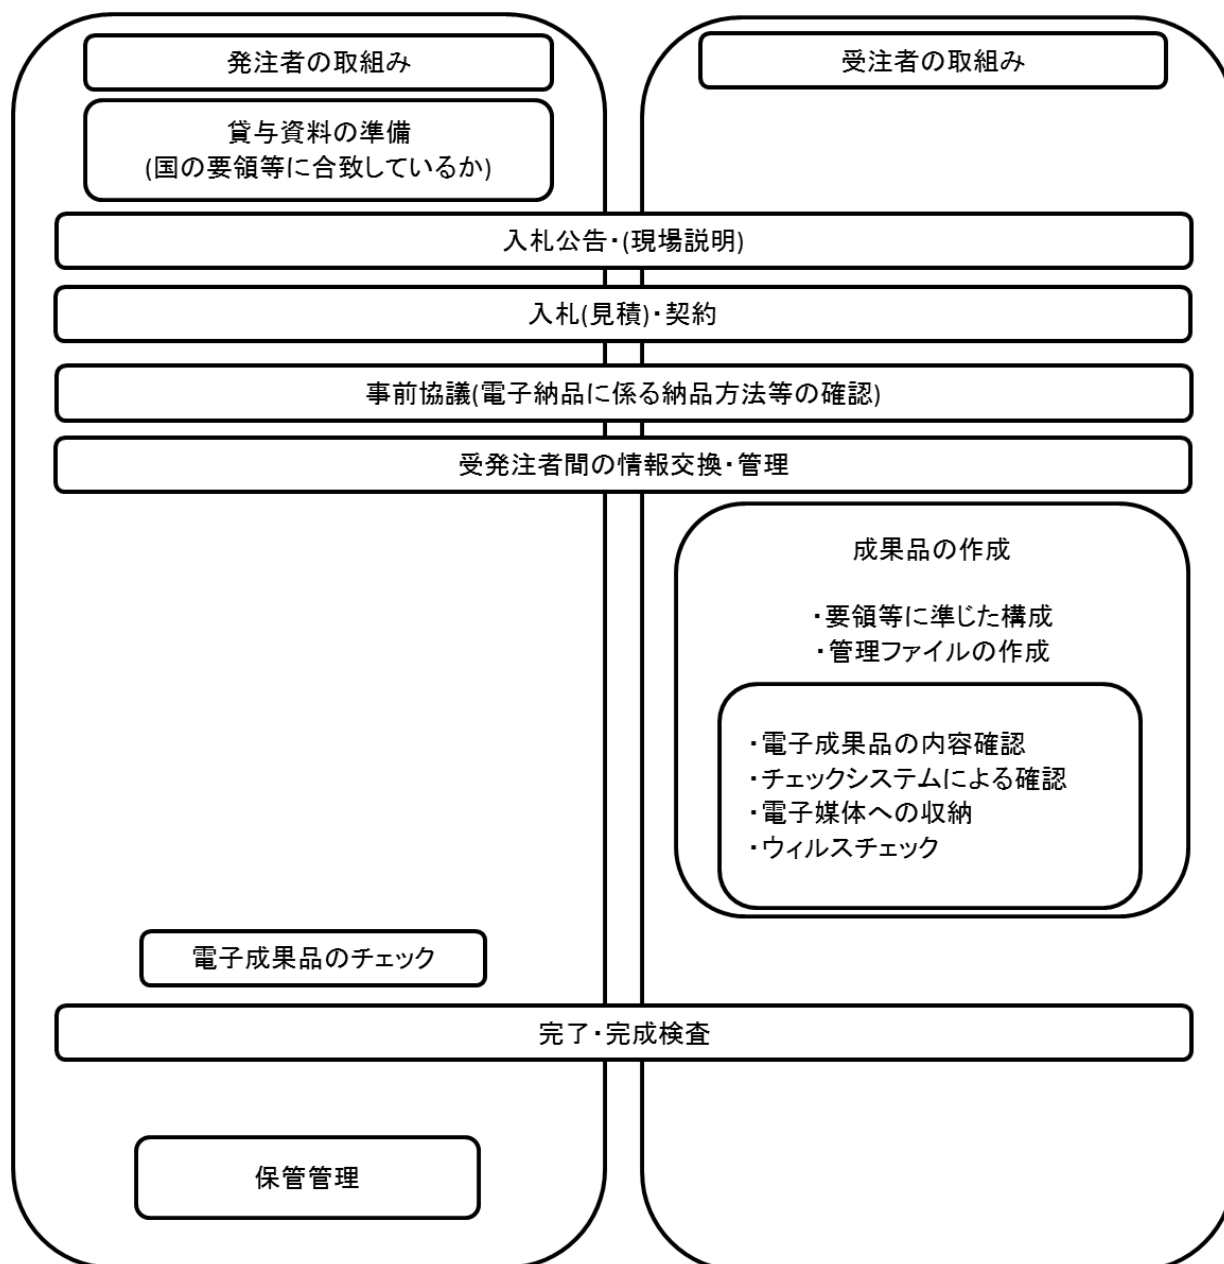 発注者の取組み
受注者の取組み
貸与資料の準備
(国の要領等に合致しているか)
入札公告・(現場説明)
入札(見積)・契約
事前協議(電子納品に係る納品方法等の確認)
受発注者間の情報交換・管理
成果品の作成
・要領等に準じた構成
・管理ファイルの作成
・電子成果品の内容確認
・チェックシステムによる確認
・電子媒体への収納
・ウィルスチェック
電子成果品のチェック
完了・完成検査
保管管理